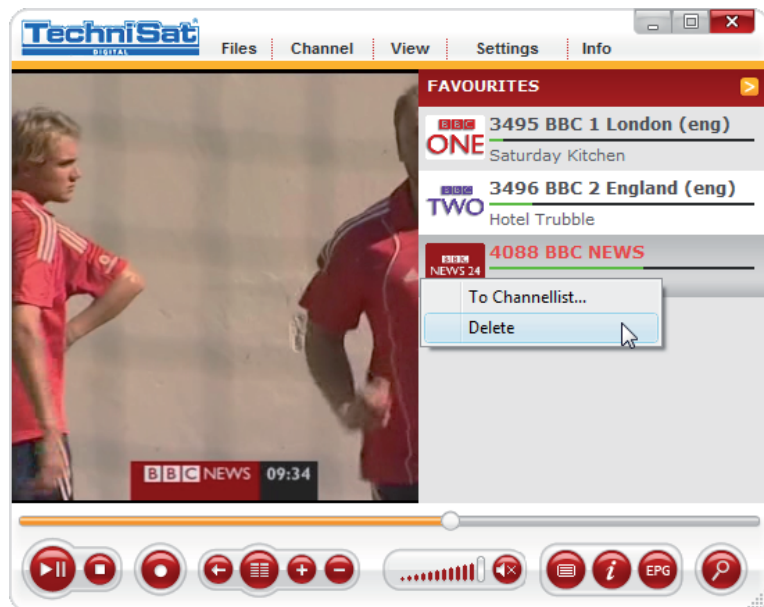 TechniSat
DIGITAL
Files Channel View Settings Info
FAVOURITES
BBC
ONE
3495 BBC 1 London (eng)
Saturday Kitchen
BBC
TWO
3496 BBC 2 England (eng)
Hotel Trubble
BBC
NEWS 24
4088 BBC NEWS
To Channellist...
Delete
BBC NEWS 09:34
i
EPG